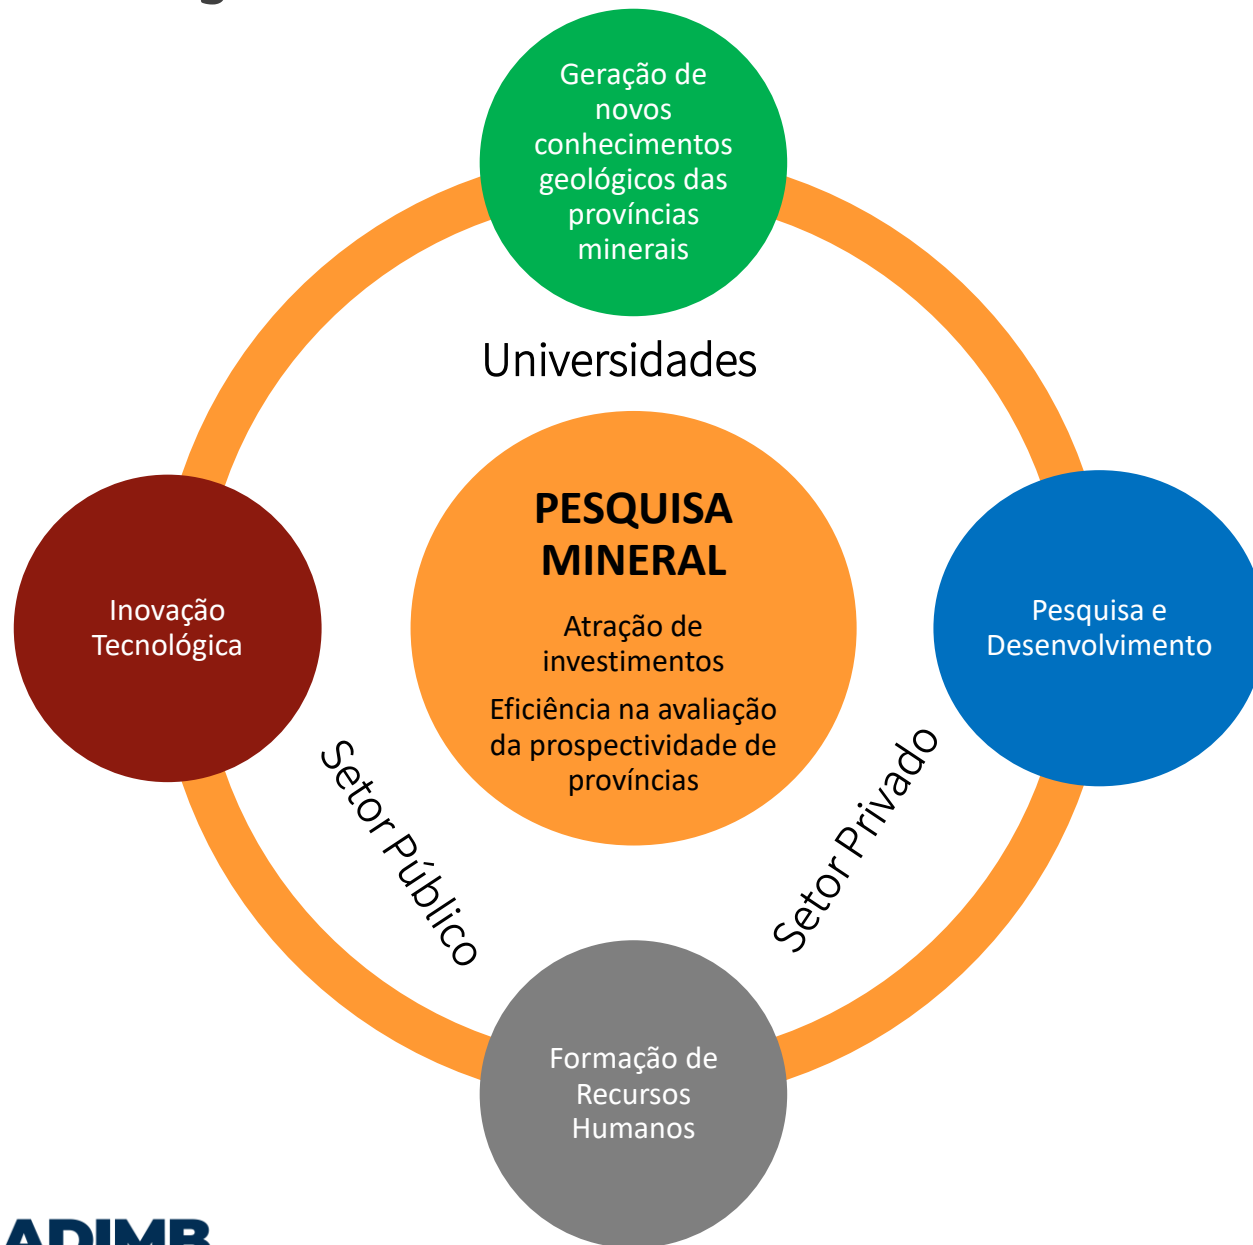 Geração de
novos
conhecimentos
geológicos das
províncias
minerais
Universidades
PESQUISA
MINERAL
Atração de
investimentos
Eficiência na avaliação
da prospectividade de
províncias
Inovação
Tecnológica
Pesquisa e
Desenvolvimento
Setor Público
Setor Privado
Formação de
Recursos
Humanos
ADIMB